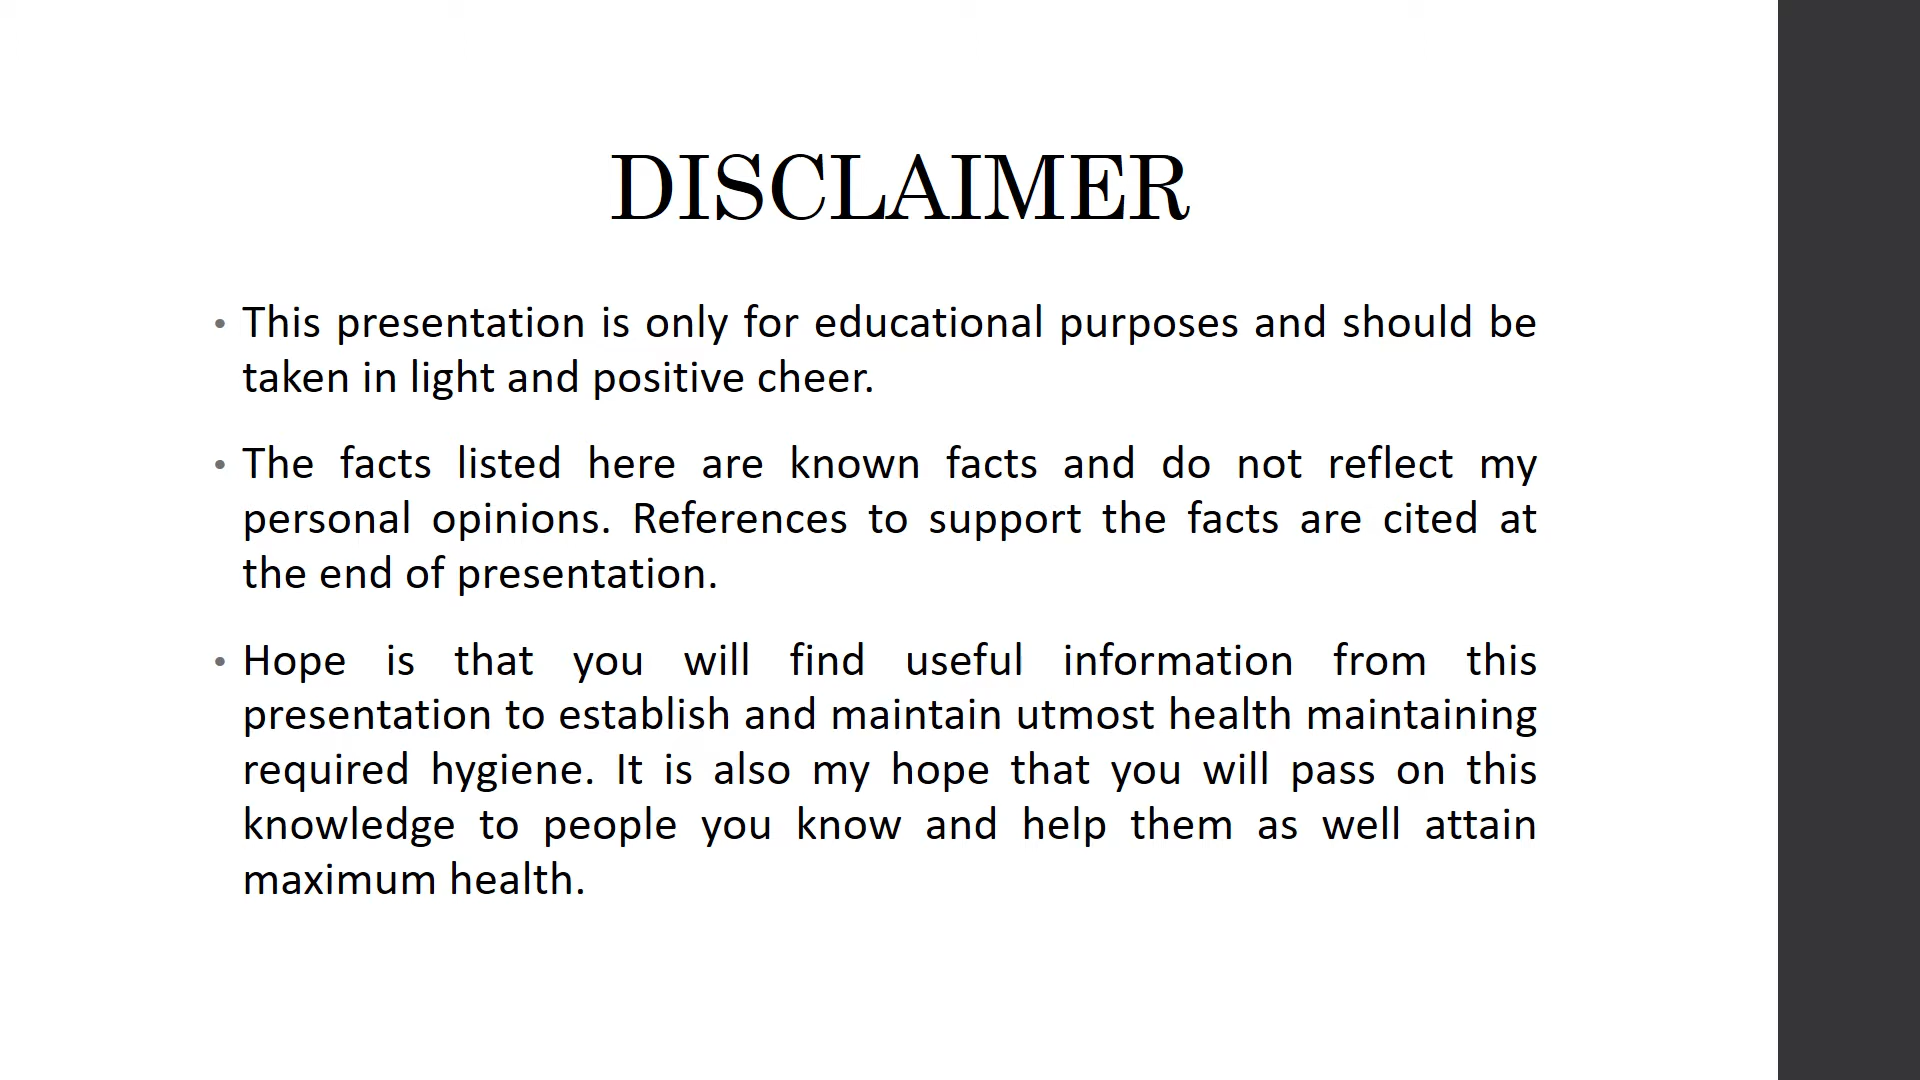 DISCLAIMER
• This presentation is only for educational purposes and should be
taken in light and positive cheer.
• The facts listed here are known facts and do not reflect my
personal opinions. References to support the facts are cited at
the end of presentation.
• Hope is that you will find useful information from this
presentation to establish and maintain utmost health maintaining
required hygiene. It is also my hope that you will pass on this
knowledge to people you know and help them as well attain
maximum health.